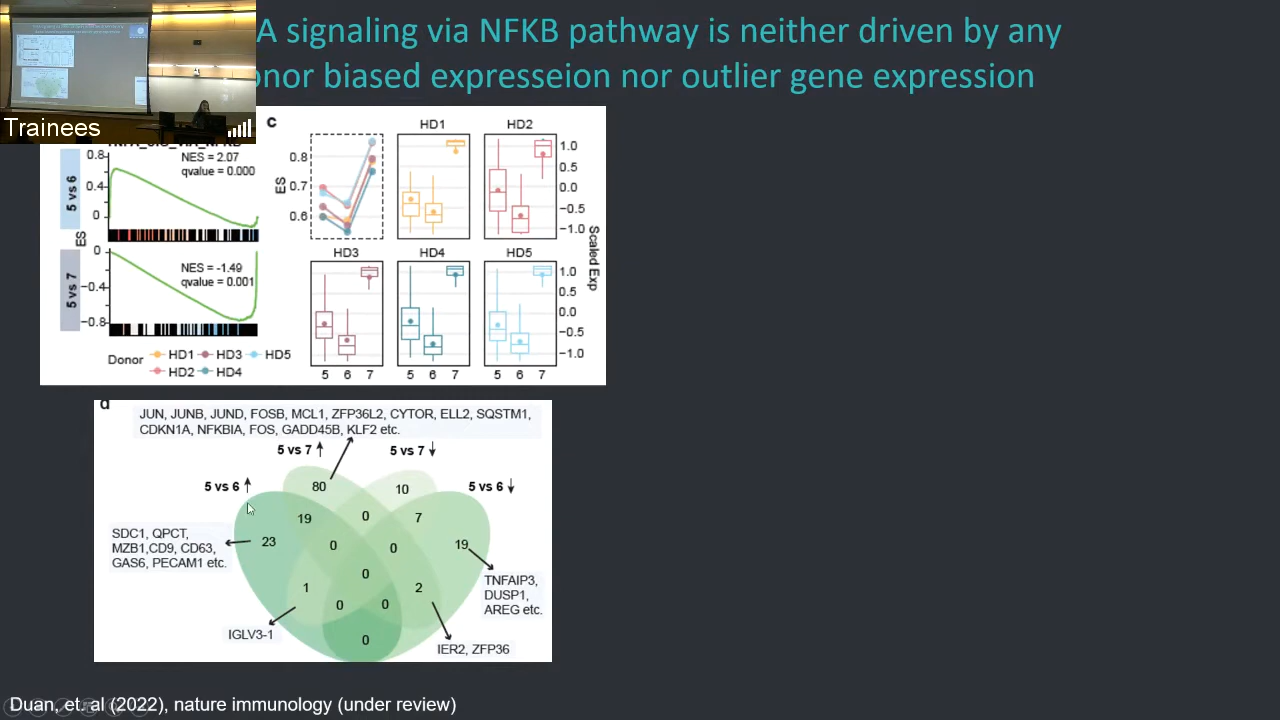 A signaling via NFKB pathway is neither driven by any
onor biased expresseion nor outlier gene expression
Trainees
c
HD1
HD2
TNFA_SIG_VIA_NFKB
0.8
0.4
0
5 vs 6
NES = 2.07
qvalue = 0.000
ES
0
−0.4
−0.8
5 vs 7
NES = -1.49
qvalue = 0.001
Donor
HD1
HD3
HD5
HD2
HD4
ES
0.8
0.7
0.6
1.0
0.5
0.0
−0.5
−1.0
Scaled Exp
HD3
HD4
HD5
1.0
0.5
0.0
−0.5
−1.0
5 6 7
5 6 7
5 6 7
d
JUN, JUNB, JUND, FOSB, MCL1, ZFP36L2, CYTOR, ELL2, SQSTM1,
CDKN1A, NFKBIA, FOS, GADD45B, KLF2 etc.
5 vs 7 ↑
5 vs 7 ↓
5 vs 6 ↑
5 vs 6 ↓
80
10
19
0
7
23
0
0
19
0
1
2
0
0
0
SDC1, QPCT,
MZB1,CD9, CD63,
GAS6, PECAM1 etc.
TNFAIP3,
DUSP1,
AREG etc.
IGLV3-1
IER2, ZFP36
Duan, et. al (2022), nature immunology (under review)